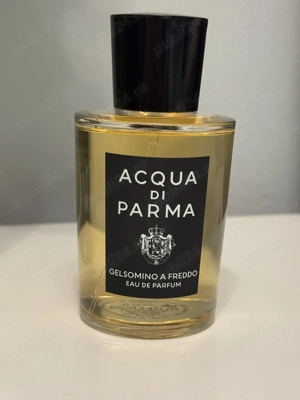 ACQUA
DI
PARMA
GELSOMINO A FREDDO
EAU DE PARFUM